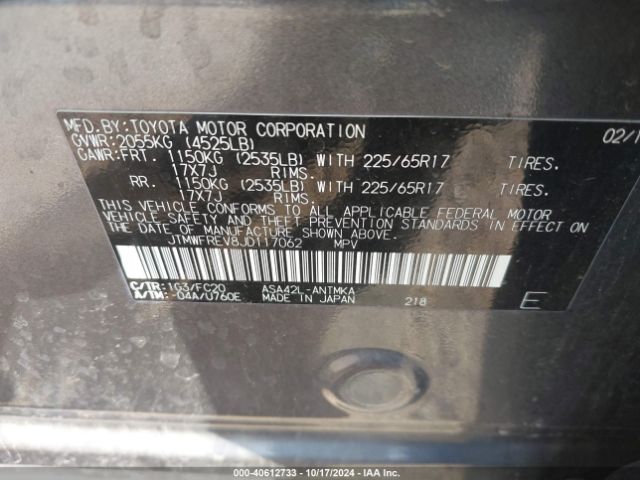 MFD.BY:TOYOTA MOTOR CORPORATION 02/1
GVWR:2055KG (4525LB)
GAWR:FRT. 1150KG (2535LB) WITH 225/65R17 TIRES.
17X7J RIMS.
RR. 1150KG (2535LB) WITH 225/65R17 TIRES.
17X7J RIMS.
THIS VEHICLE CONFORMS TO ALL APPLICABLE FEDERAL MOTOR
VEHICLE SAFETY AND THEFT PREVENTION STANDARDS IN EFFECT ON
THE DATE OF MANUFACTURE SHOWN ABOVE.
JTMWFREV8JD117062 MPV
C/TR:1G3/FC20 ASA42L-ANTMKA
A/TM:-04A/U760E MADE IN JAPAN 218 E
000-40612733 - 10/17/2024 - IAA Inc.